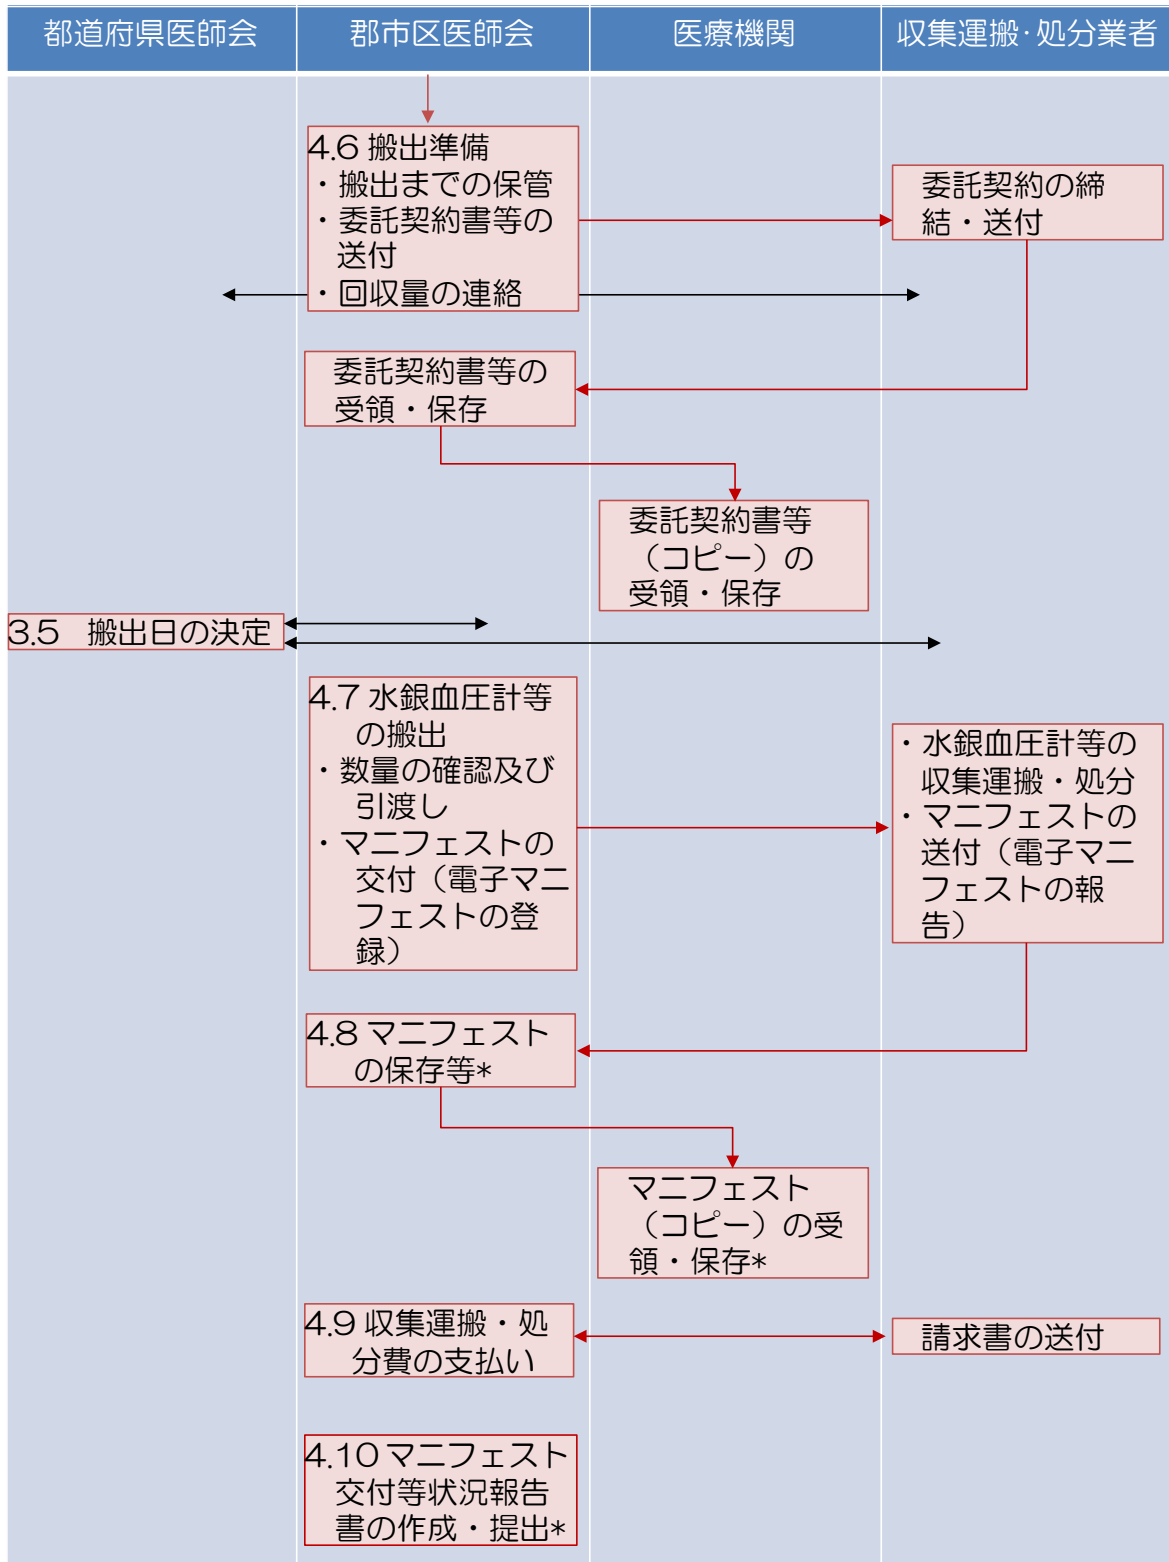 都道府県医師会
郡市区医師会
医療機関
収集運搬・処分業者
4.6 搬出準備
・搬出までの保管
・委託契約書等の
送付
・回収量の連絡
委託契約の締
結・送付
委託契約書等の
受領・保存
委託契約書等
（コピー）の
受領・保存
3.5 搬出日の決定
4.7 水銀血圧計等
の搬出
・数量の確認及び
引渡し
・マニフェストの
交付（電子マニ
フェストの登
録）
・水銀血圧計等の
収集運搬・処分
・マニフェストの
送付（電子マニ
フェストの報
告）
4.8 マニフェスト
の保存等*
マニフェスト
（コピー）の受
領・保存*
4.9 収集運搬・処
分費の支払い
請求書の送付
4.10 マニフェスト
交付等状況報告
書の作成・提出*